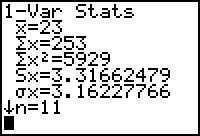 1-Var Stats
x̄=23
Σx=253
Σx²=5929
Sx=3.31662479
σx=3.16227766
↓n=11